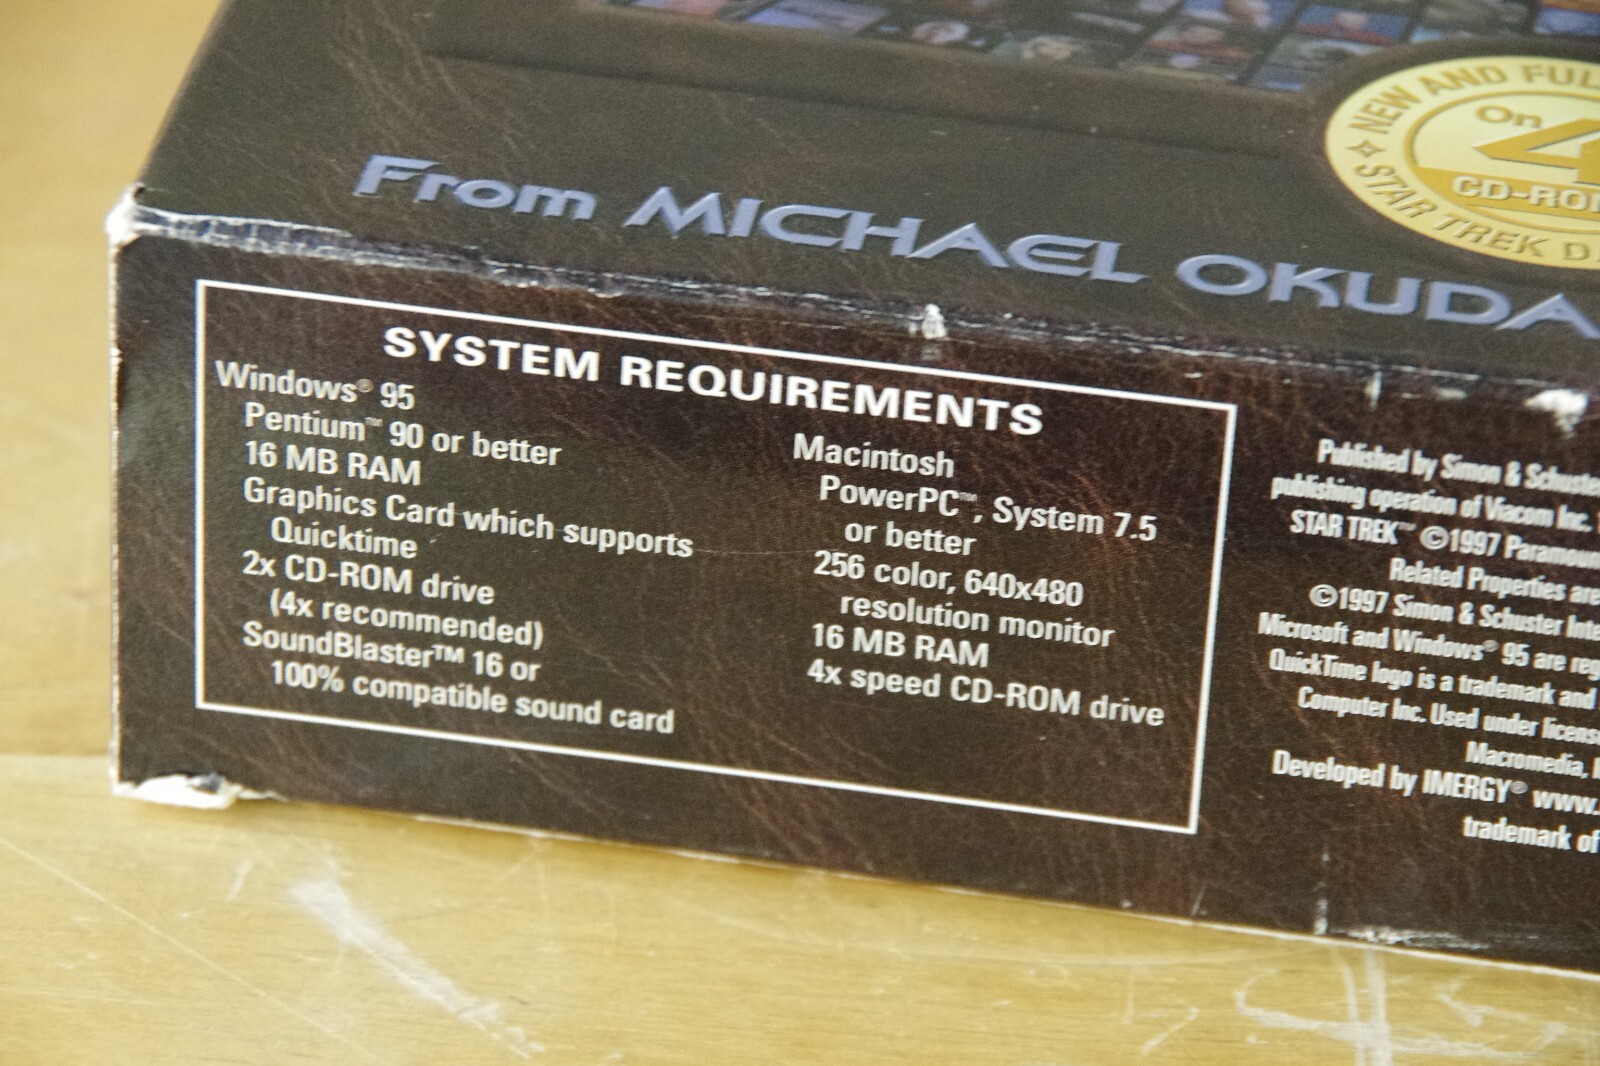 NEW AND FUL
On 4
CD-ROM
STAR TREK
From MICHAEL OKUDA
SYSTEM REQUIREMENTS
Windows® 95
Pentium™ 90 or better
16 MB RAM
Graphics Card which supports
Quicktime
2x CD-ROM drive
(4x recommended)
SoundBlaster™ 16 or
100% compatible sound card
Macintosh
PowerPC™, System 7.5
or better
256 color, 640x480
resolution monitor
16 MB RAM
4x speed CD-ROM drive
Published by Simon & Schuster
publishing operation of Viacom Inc.
STAR TREK™ ©1997 Paramount
Related Properties are
©1997 Simon & Schuster Inte
Microsoft and Windows® 95 are reg
QuickTime logo is a trademark and
Computer Inc. Used under licens
Macromedia,
Developed by IMERGY® www.
trademark of